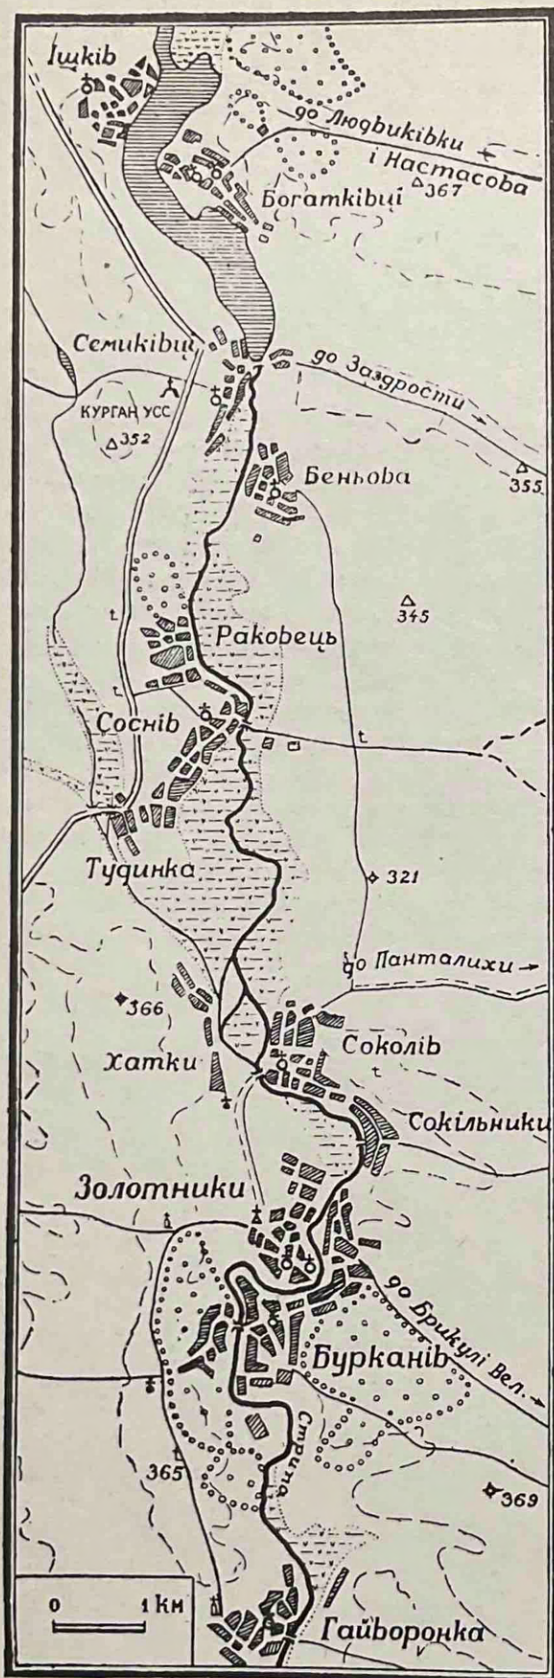 Ішків
до Людвиківки
і Настасова
367
Богатківці
Семиківці
до Заздрости
КУРГАН УСС
352
355
Беньова
345
Раковець
t
t
Соснів
t
Тудинка
321
до Панталихи
366
Соколів
Хатки
t
Сокільники
Золотники
до Брикулі Вел.
Бурканів
Стрипа
365
369
0 1 Км
Гайворонка